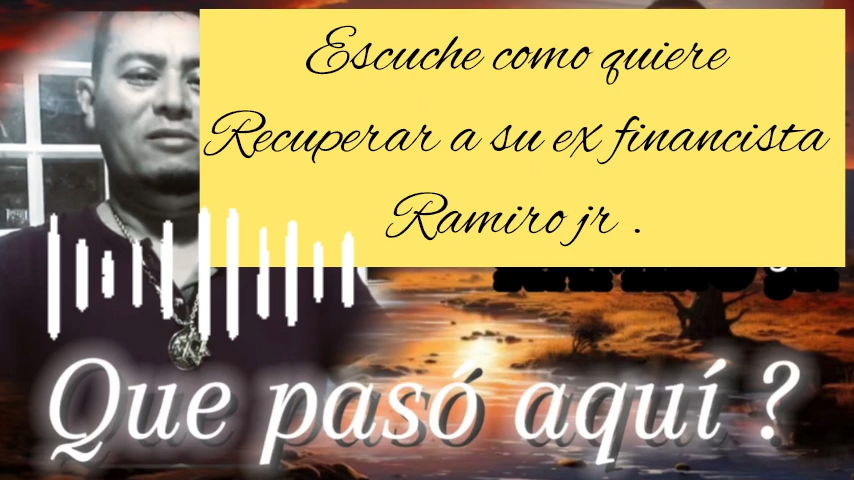 Escuche como quiere
Recuperar a su ex financista
Ramiro jr .
Que pasó aquí ?